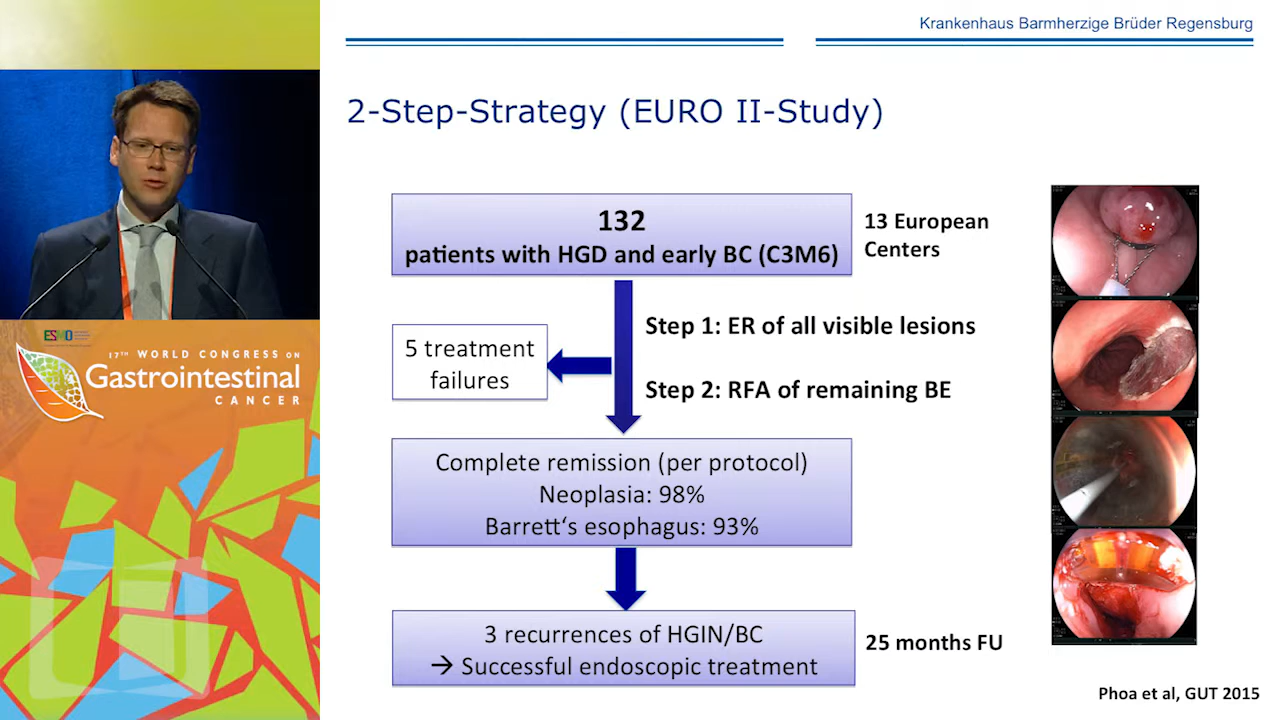 Krankenhaus Barmherzige Brüder Regensburg
2-Step-Strategy (EURO II-Study)
132
patients with HGD and early BC (C3M6)
13 European
Centers
Step 1: ER of all visible lesions
5 treatment
failures
Step 2: RFA of remaining BE
Complete remission (per protocol)
Neoplasia: 98%
Barrett‘s esophagus: 93%
3 recurrences of HGIN/BC
→ Successful endoscopic treatment
25 months FU
Phoa et al, GUT 2015
ESMO
17TH WORLD CONGRESS ON
Gastrointestinal
CANCER